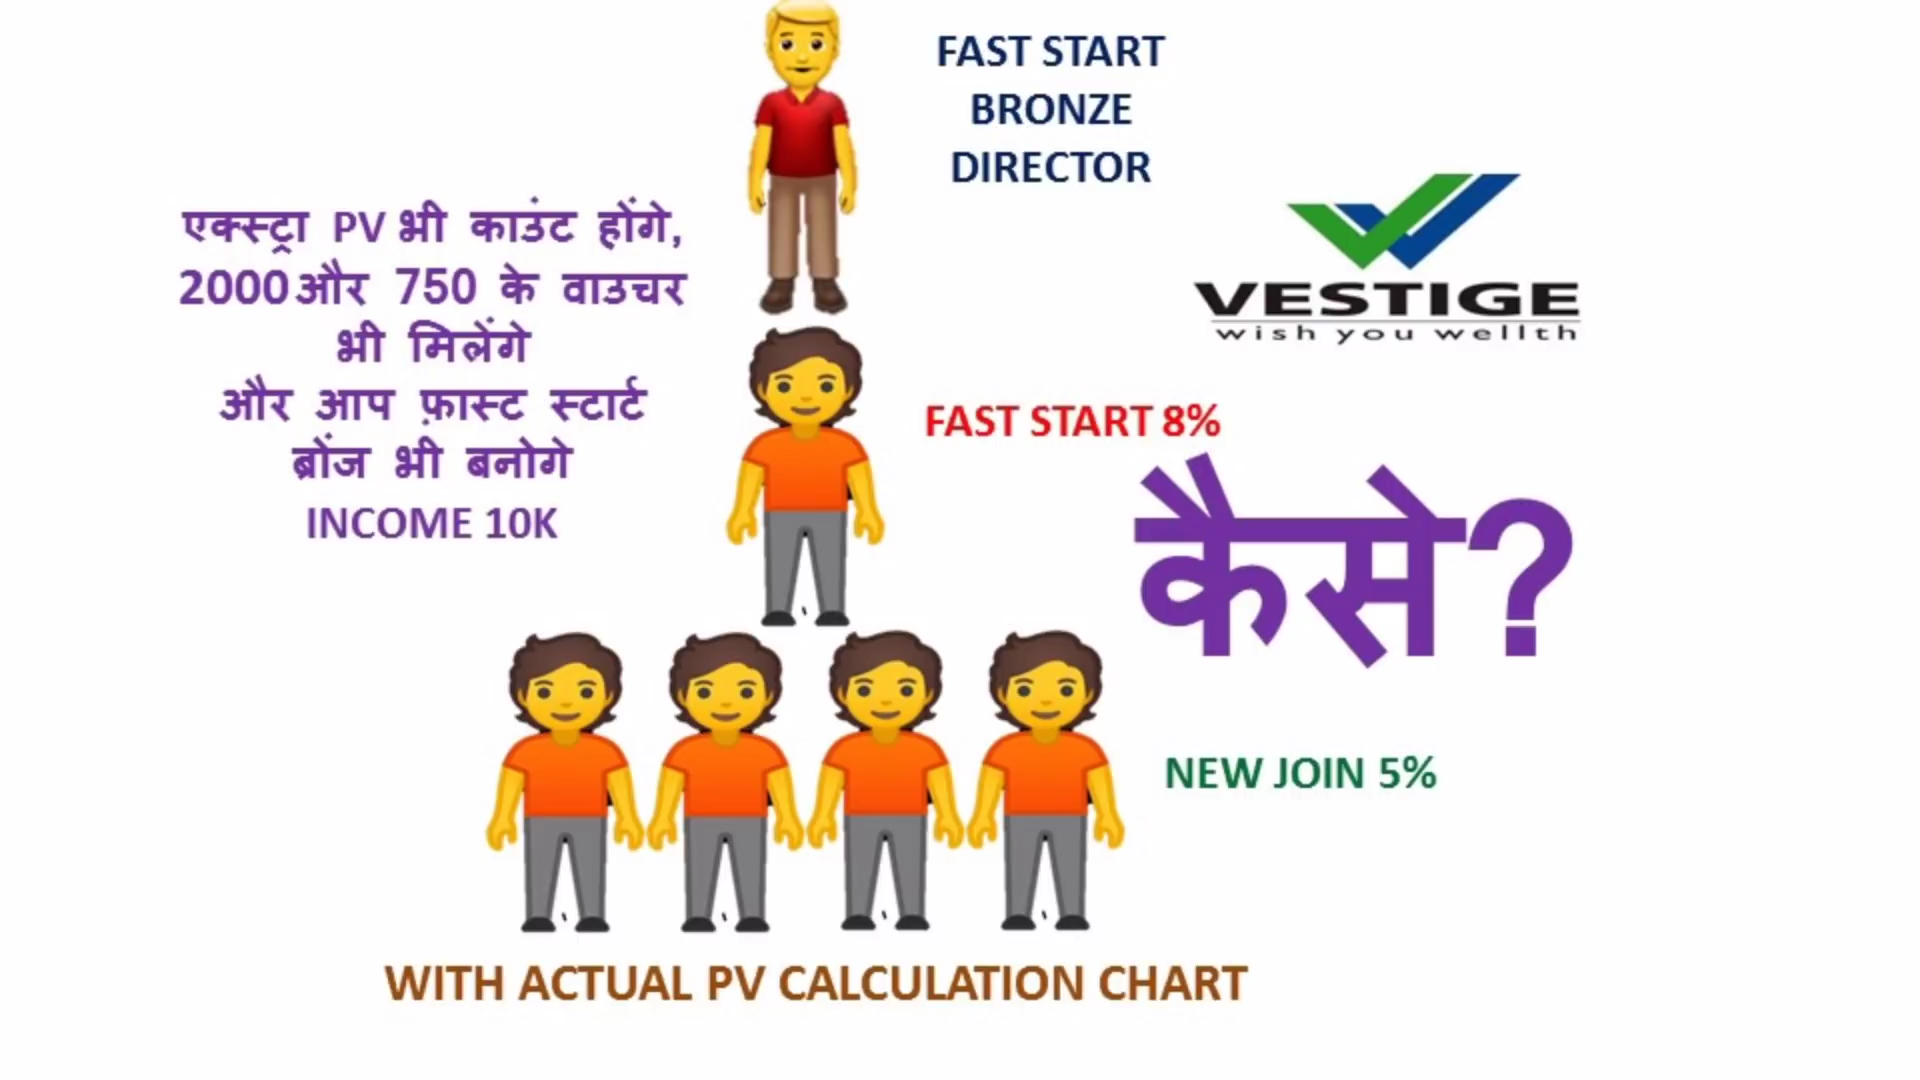 FAST START
BRONZE
DIRECTOR
एक्स्ट्रा PV भी काउंट होंगे,
2000 और 750 के वाउचर
भी मिलेंगे
और आप फ़ास्ट स्टार्ट
ब्रोंज भी बनोगे
INCOME 10K
VESTIGE
wish you wellth
FAST START 8%
कैसे?
NEW JOIN 5%
WITH ACTUAL PV CALCULATION CHART